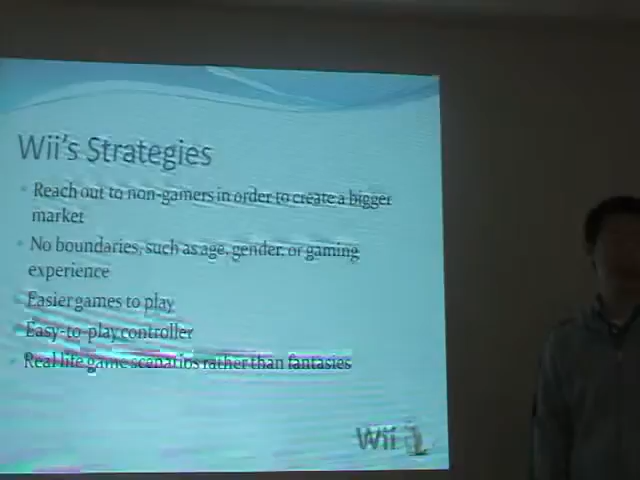 Wii's Strategies
Reach out to non-gamers in order to create a bigger
market
No boundaries, such as age, gender, or gaming
experience
Easier games to play
Easy-to-play controller
Real life game scenarios rather than fantasies
Wii